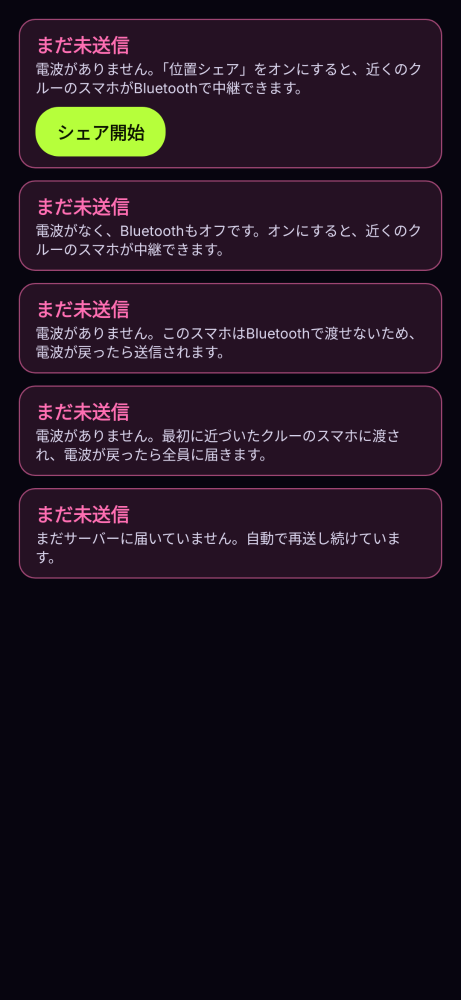 まだ未送信
電波がありません。「位置シェア」をオンにすると、近くのク
ルーのスマホがBluetoothで中継できます。
シェア開始
まだ未送信
電波がなく、Bluetoothもオフです。オンにすると、近くのク
ルーのスマホが中継できます。
まだ未送信
電波がありません。このスマホはBluetoothで渡せないため、
電波が戻ったら送信されます。
まだ未送信
電波がありません。最初に近づいたクルーのスマホに渡さ
れ、電波が戻ったら全員に届きます。
まだ未送信
まだサーバーに届いていません。自動で再送し続けていま
す。